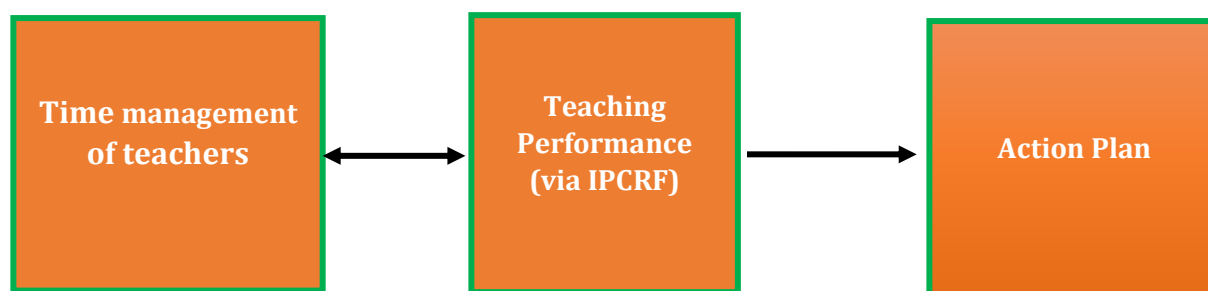 Time management
of teachers
Teaching
Performance
(via IPCRF)
Action Plan